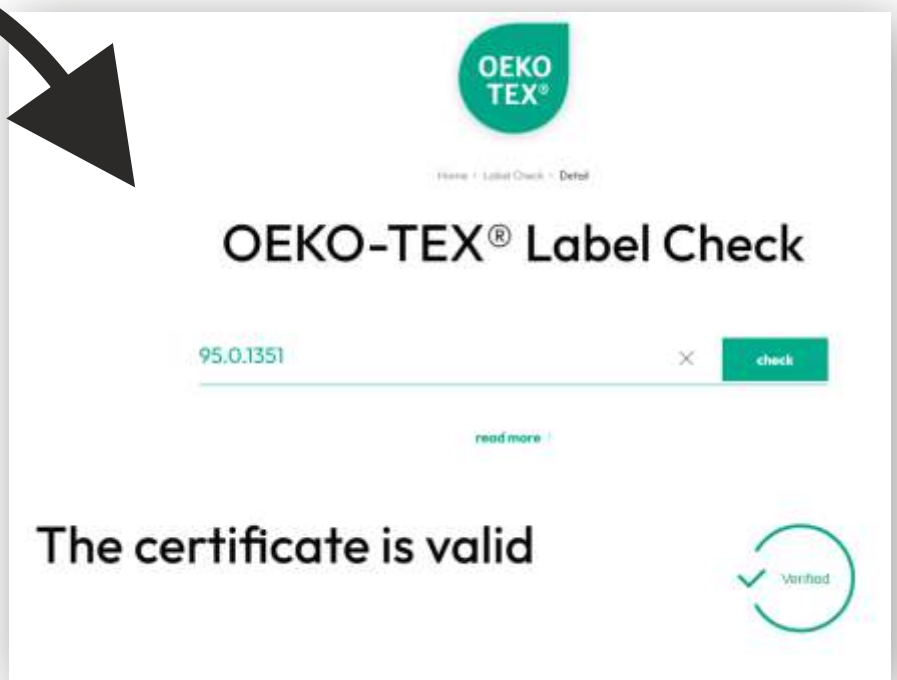 OEKO
TEX®
Home • Label Check • Detail
OEKO-TEX® Label Check
95.0.1351
check
read more
The certificate is valid
Verified